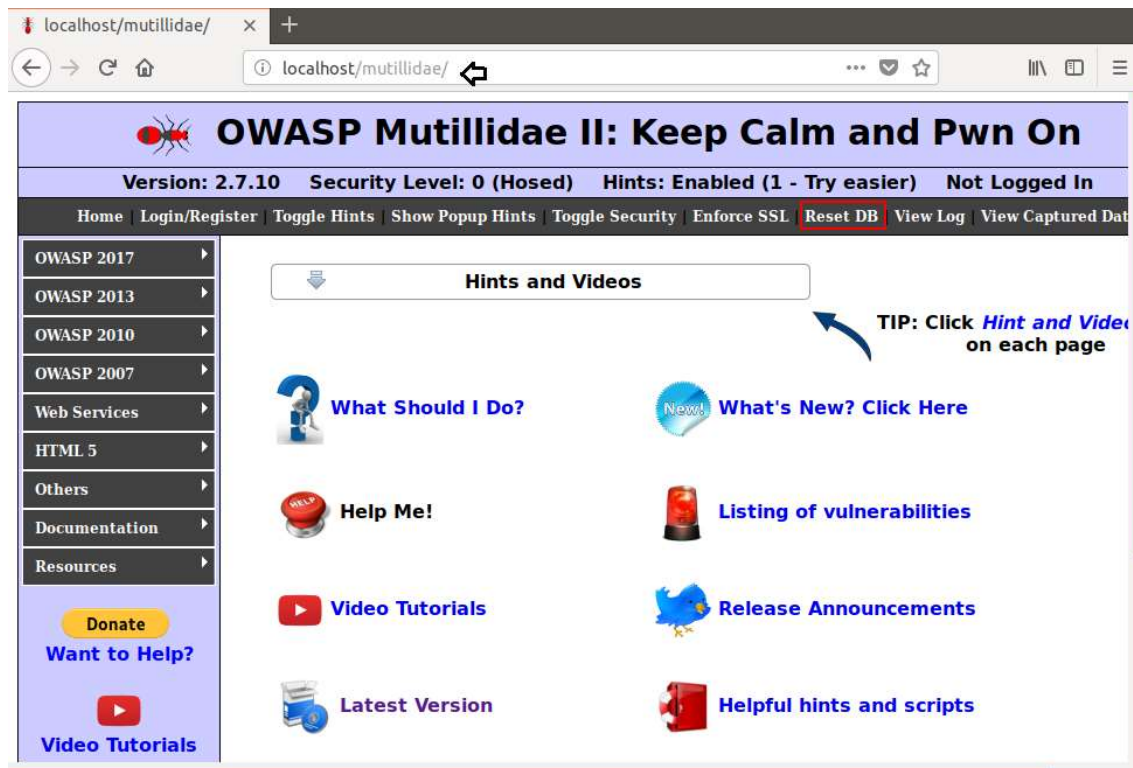 localhost/mutillidae/
localhost/mutillidae/
OWASP Mutillidae II: Keep Calm and Pwn On
Version: 2.7.10 Security Level: 0 (Hosed) Hints: Enabled (1 - Try easier) Not Logged In
Home | Login/Register | Toggle Hints | Show Popup Hints | Toggle Security | Enforce SSL | Reset DB | View Log | View Captured Dat
OWASP 2017
OWASP 2013
OWASP 2010
OWASP 2007
Web Services
HTML 5
Others
Documentation
Resources
Donate
Want to Help?
Video Tutorials
Hints and Videos
TIP: Click Hint and Video
on each page
What Should I Do?
New!
What's New? Click Here
HELP
Help Me!
Listing of vulnerabilities
Video Tutorials
Release Announcements
Latest Version
Helpful hints and scripts